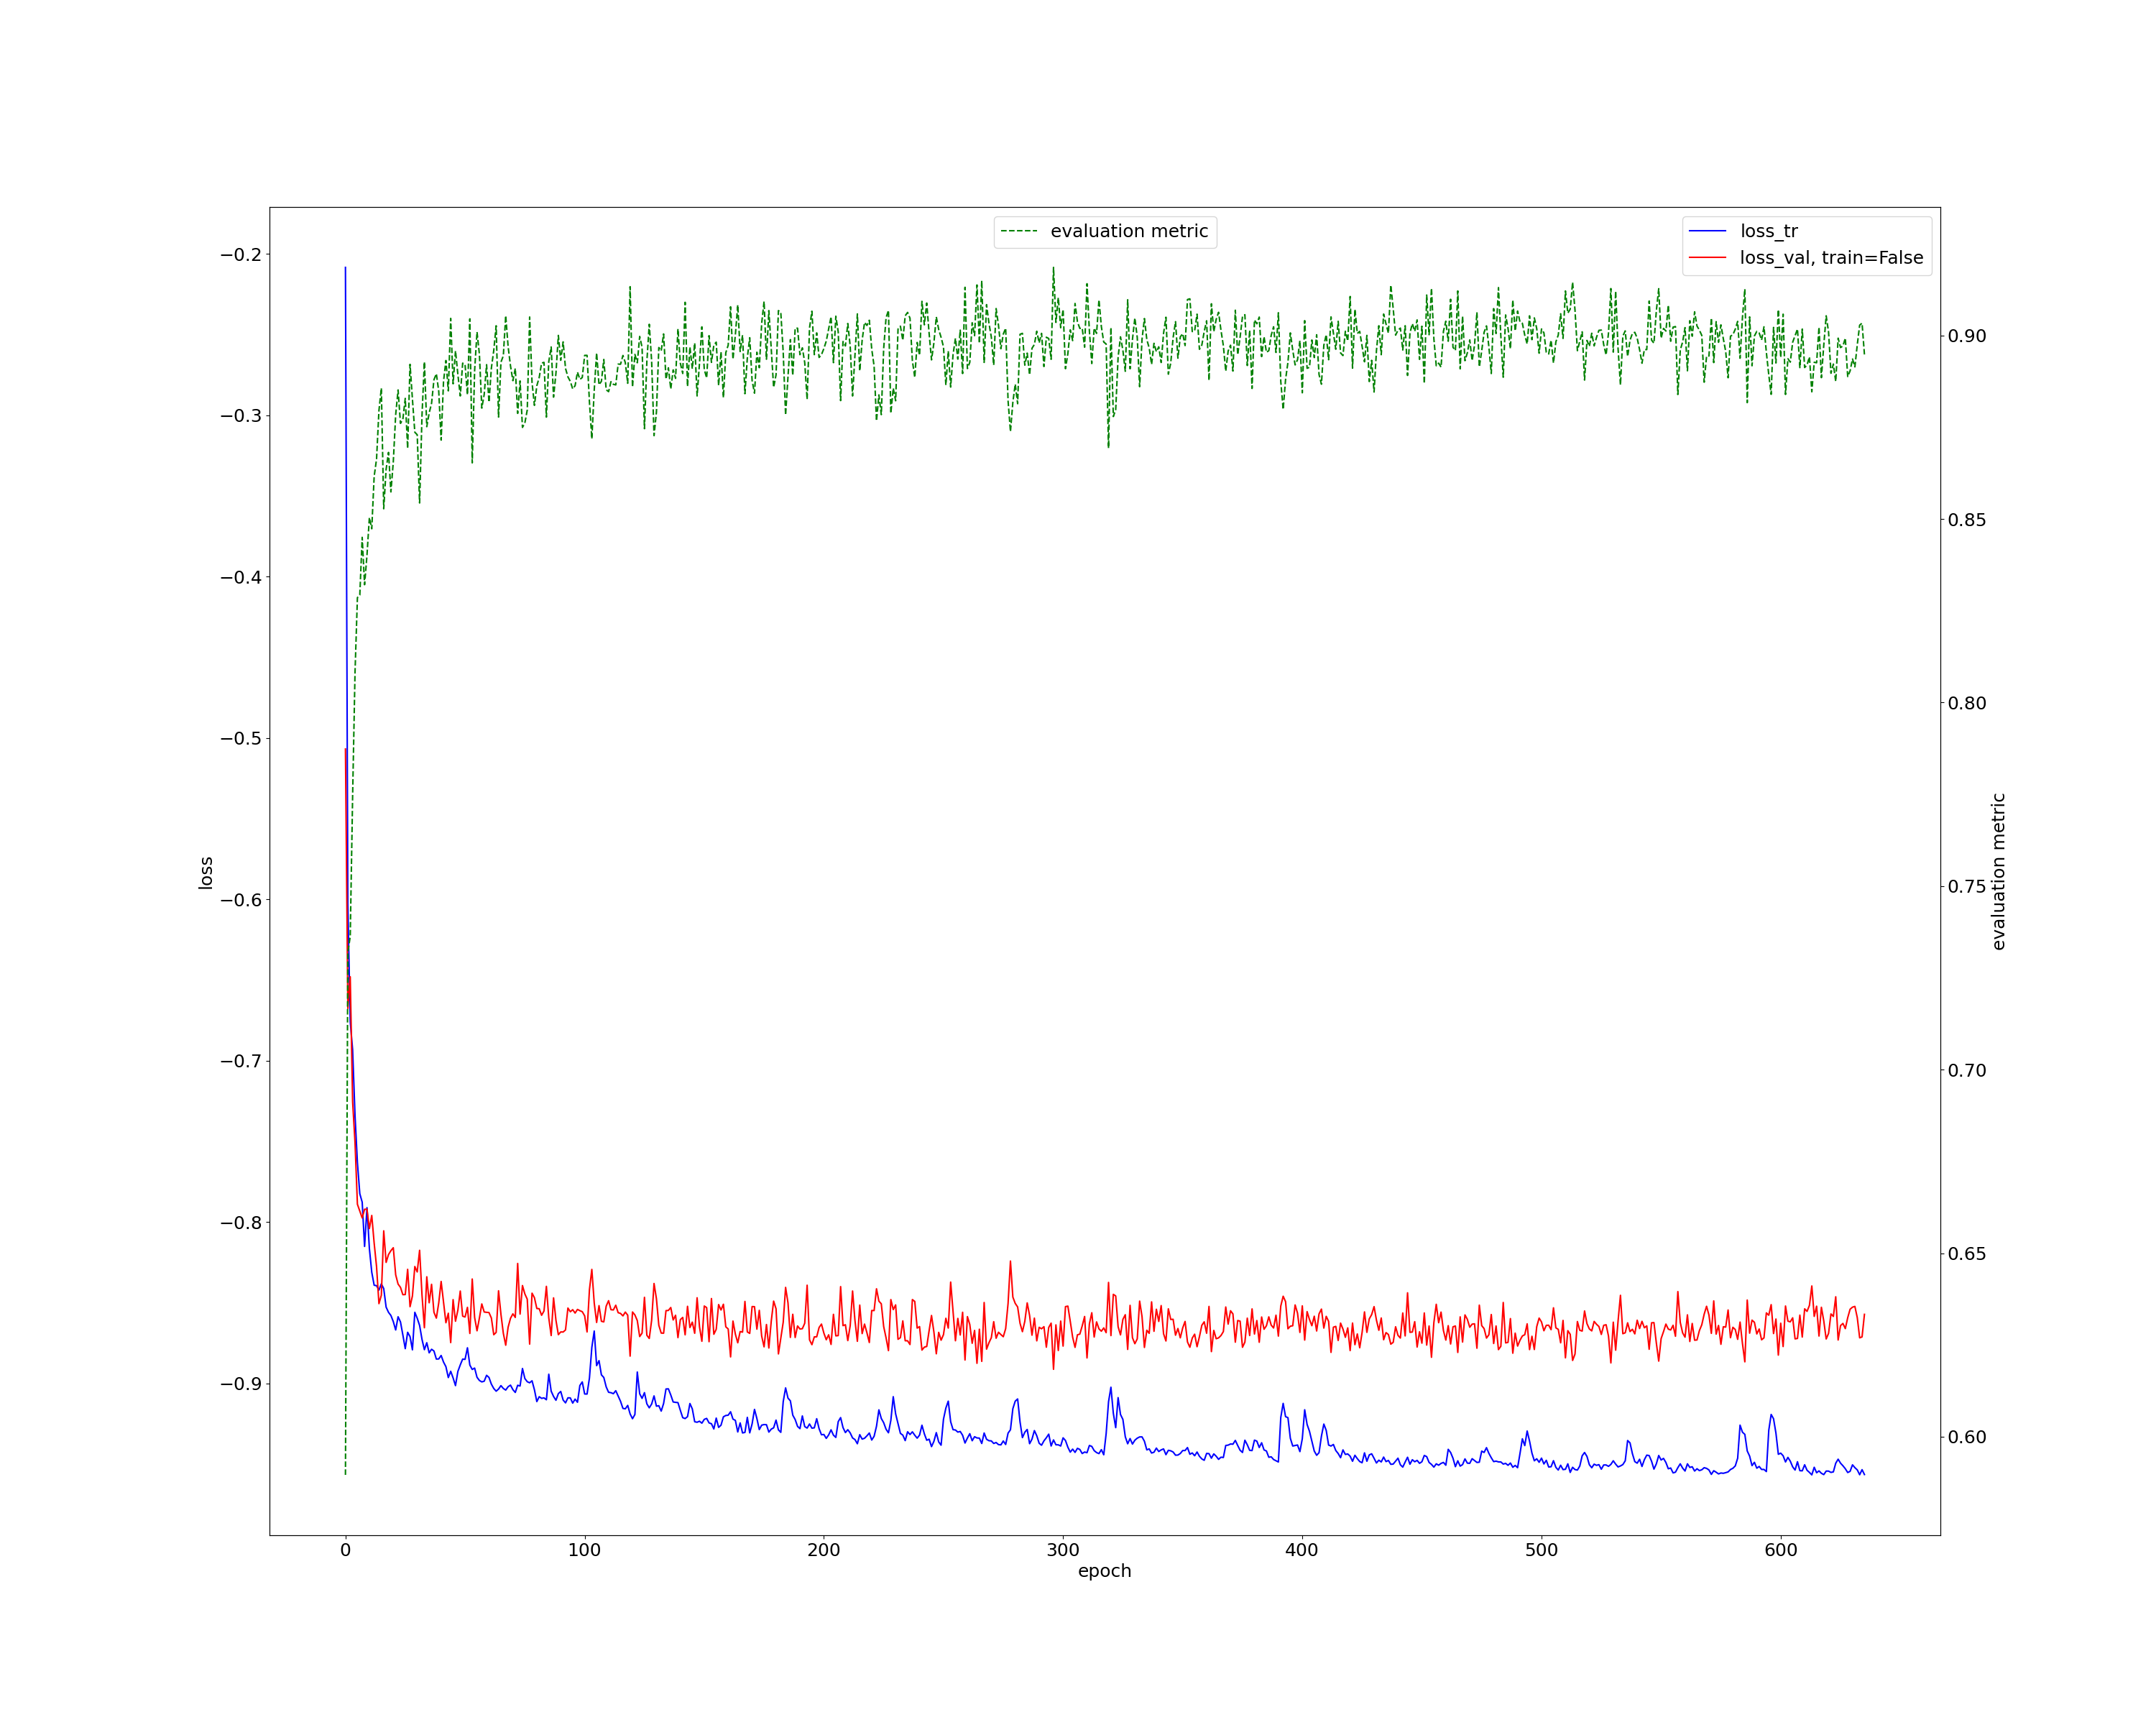 evaluation metric
loss_tr
loss_val, train=False
−0.2
−0.3
−0.4
−0.5
−0.6
−0.7
−0.8
−0.9
loss
0.90
0.85
0.80
0.75
0.70
0.65
0.60
evaluation metric
0 100 200 300 400 500 600
epoch